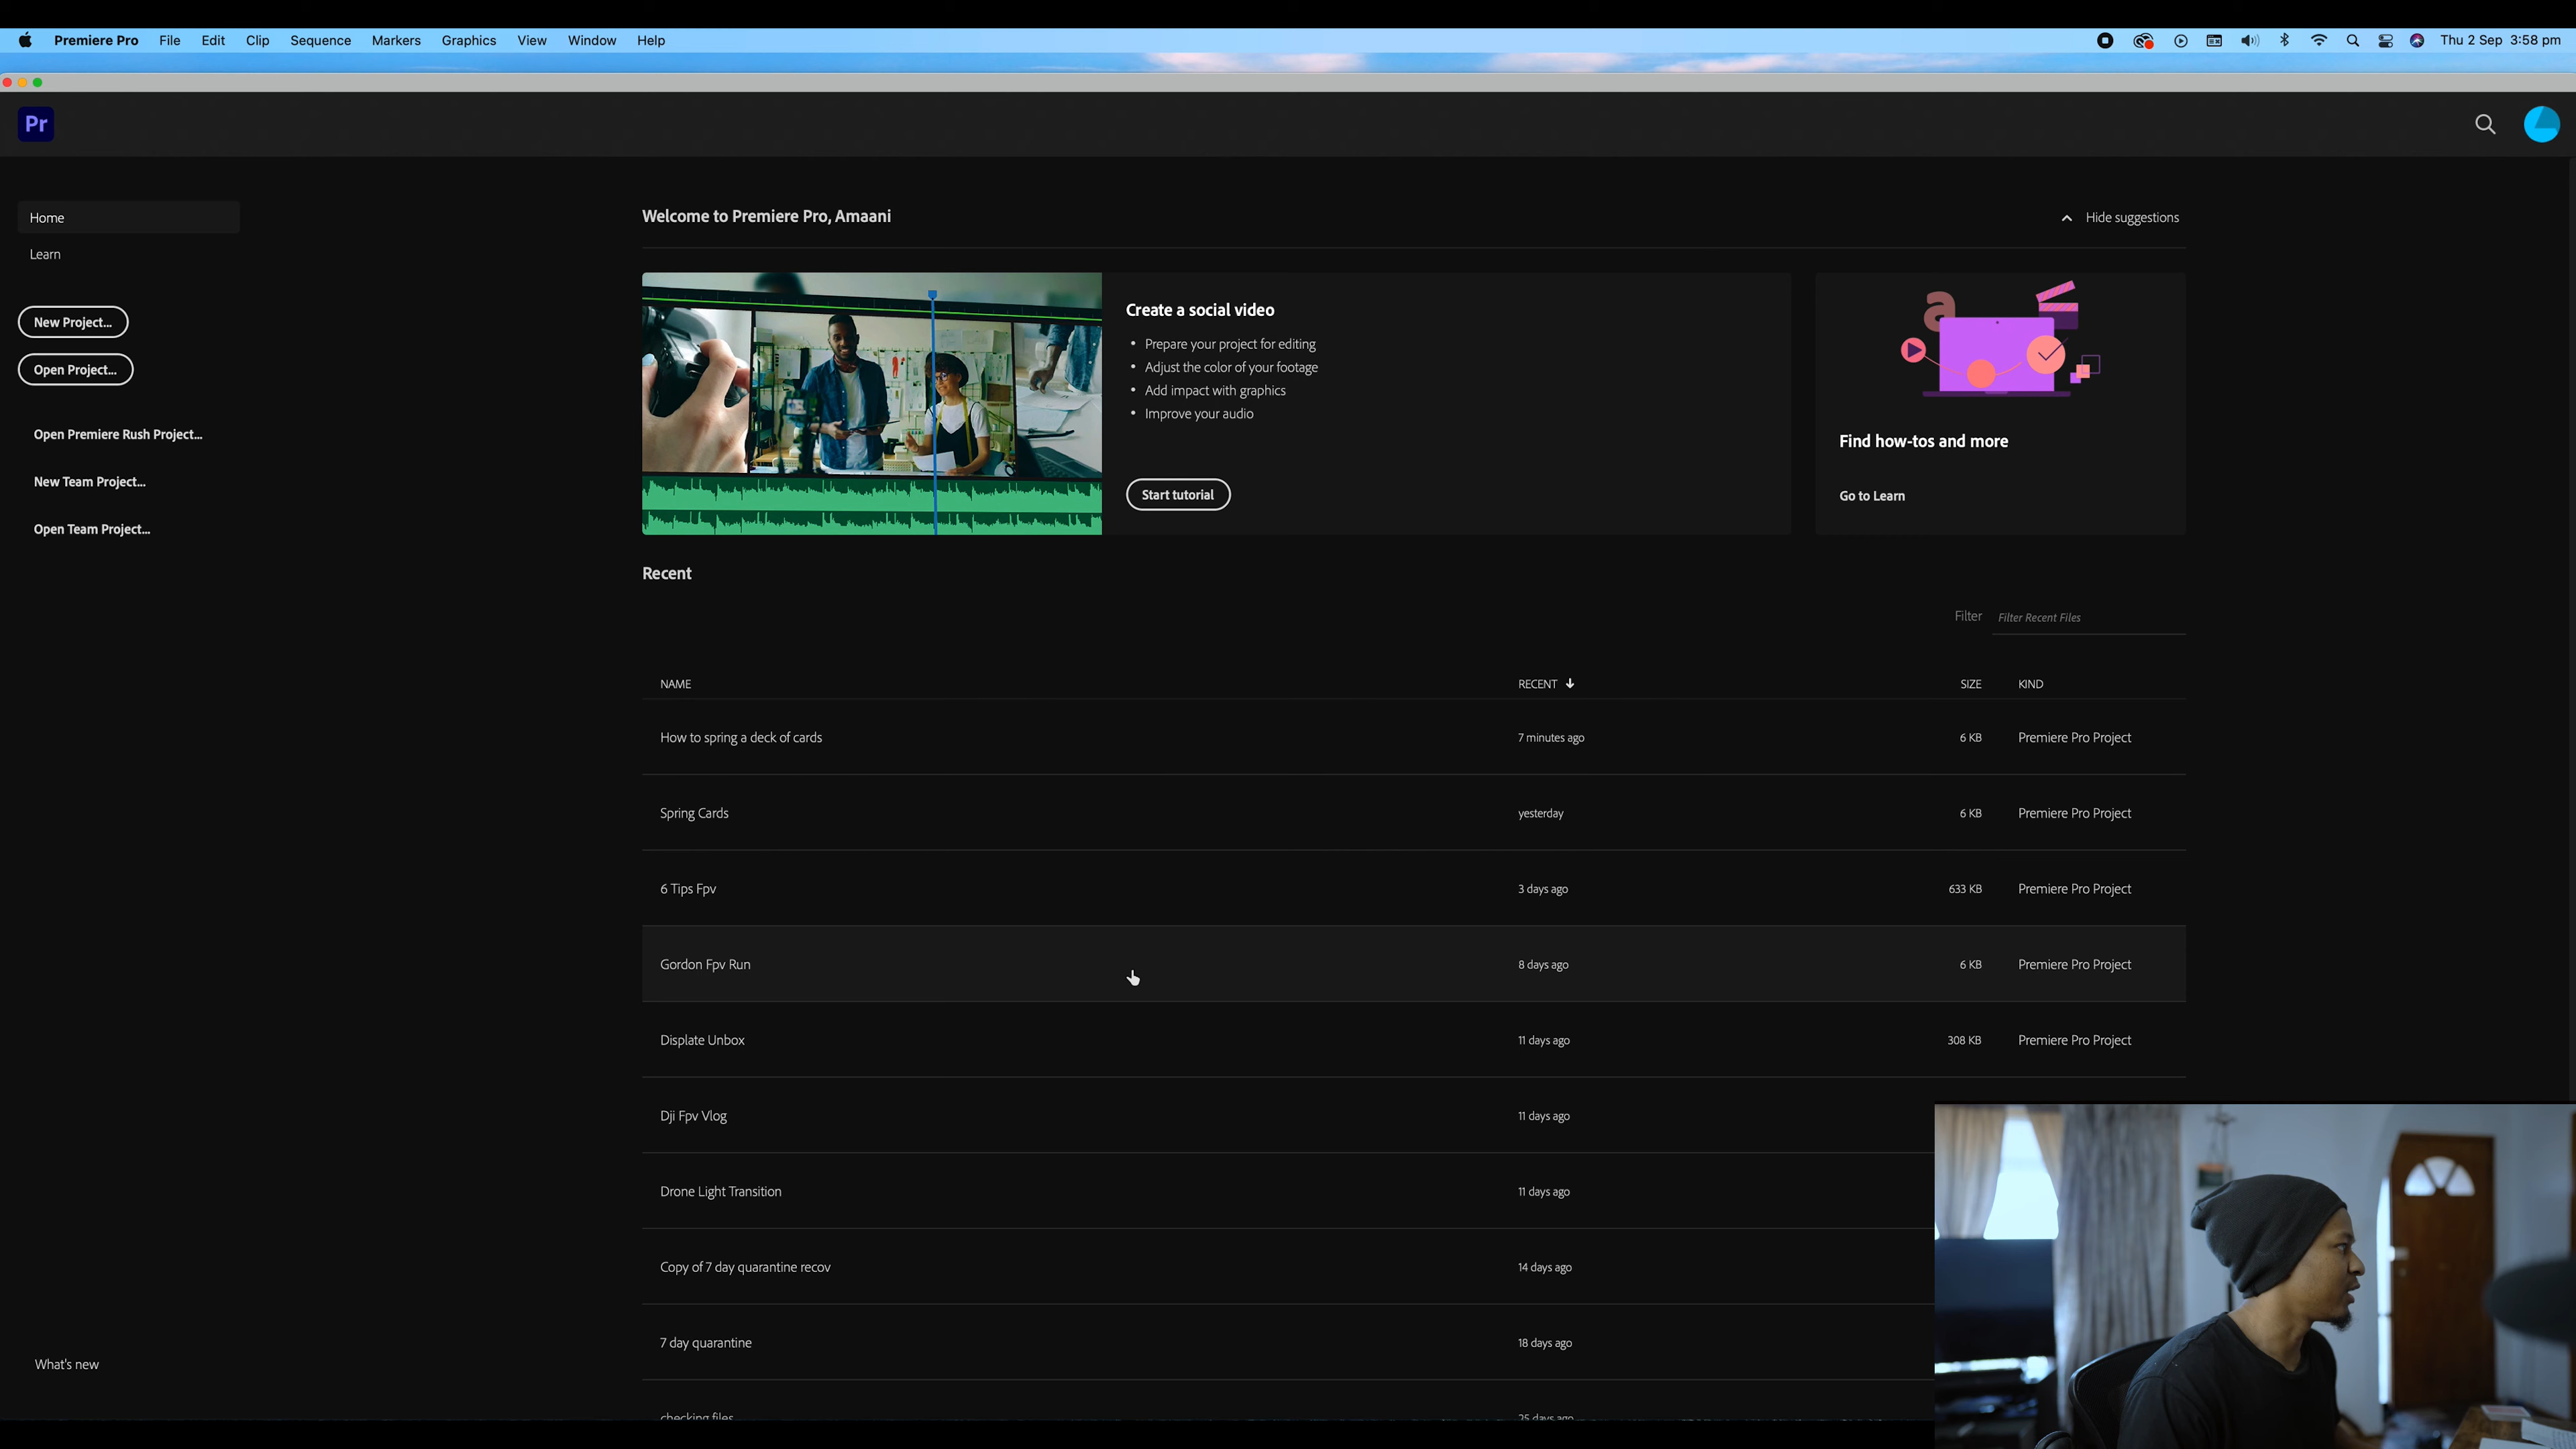 Premiere Pro File Edit Clip Sequence Markers Graphics View Window Help Thu 2 Sep 3:58 pm
Pr
Home
Learn
New Project...
Open Project...
Open Premiere Rush Project...
New Team Project...
Open Team Project...
What's new
Welcome to Premiere Pro, Amaani
Hide suggestions
Create a social video
• Prepare your project for editing
• Adjust the color of your footage
• Add impact with graphics
• Improve your audio
Start tutorial
a
Find how-tos and more
Go to Learn
Recent
Filter Filter Recent Files
NAME RECENT SIZE KIND
How to spring a deck of cards 7 minutes ago 6 KB Premiere Pro Project
Spring Cards yesterday 6 KB Premiere Pro Project
6 Tips Fpv 3 days ago 633 KB Premiere Pro Project
Gordon Fpv Run 8 days ago 6 KB Premiere Pro Project
Displate Unbox 11 days ago 308 KB Premiere Pro Project
Dji Fpv Vlog 11 days ago
Drone Light Transition 11 days ago
Copy of 7 day quarantine recov 14 days ago
7 day quarantine 18 days ago
checking files 25 days ago